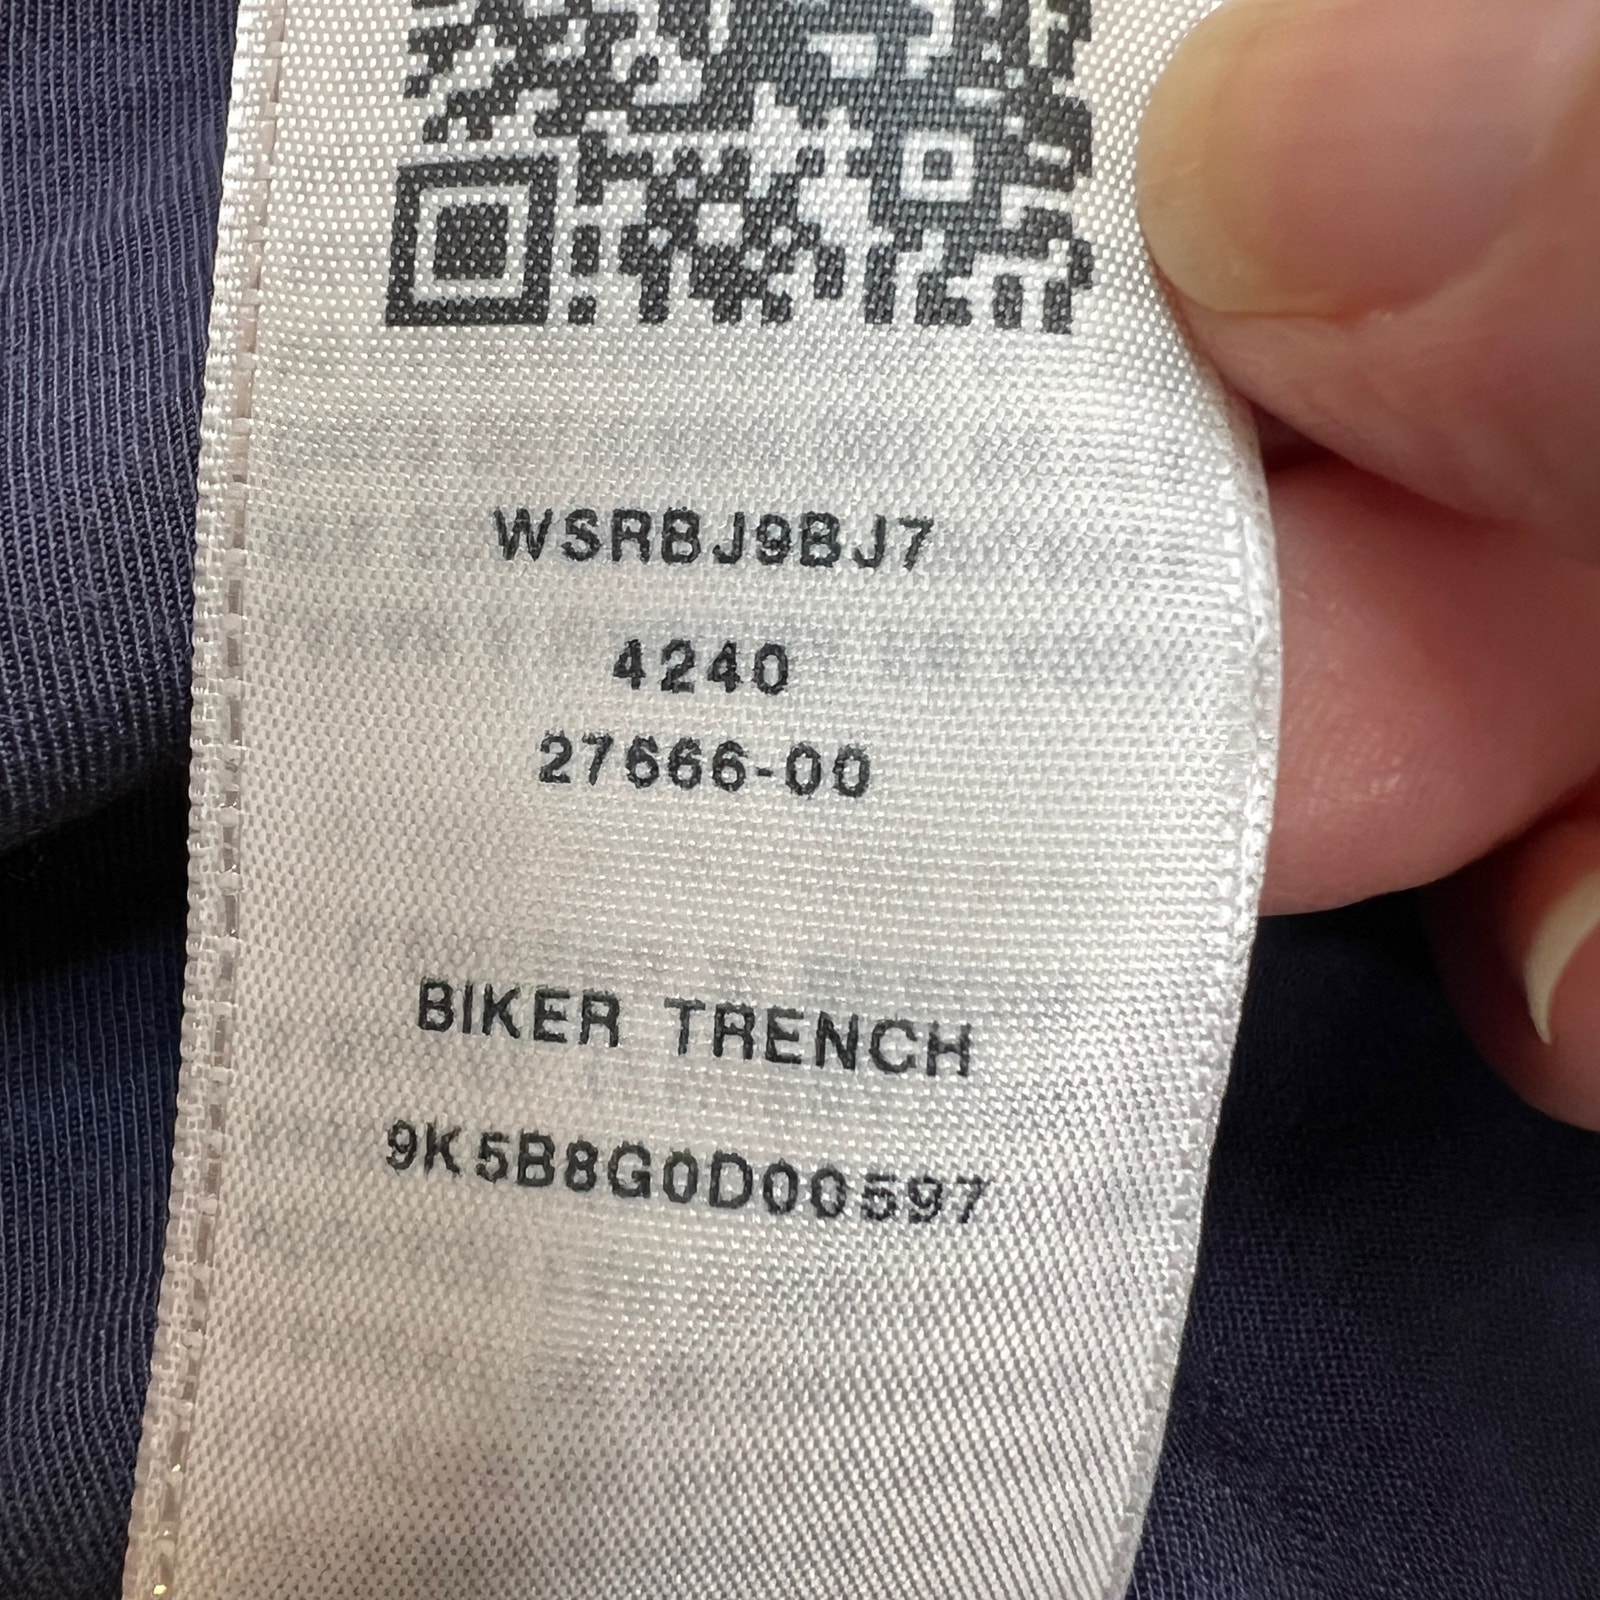 WSRBJ9BJ7
4240
27666-00
BIKER TRENCH
9K5B8G0D00597